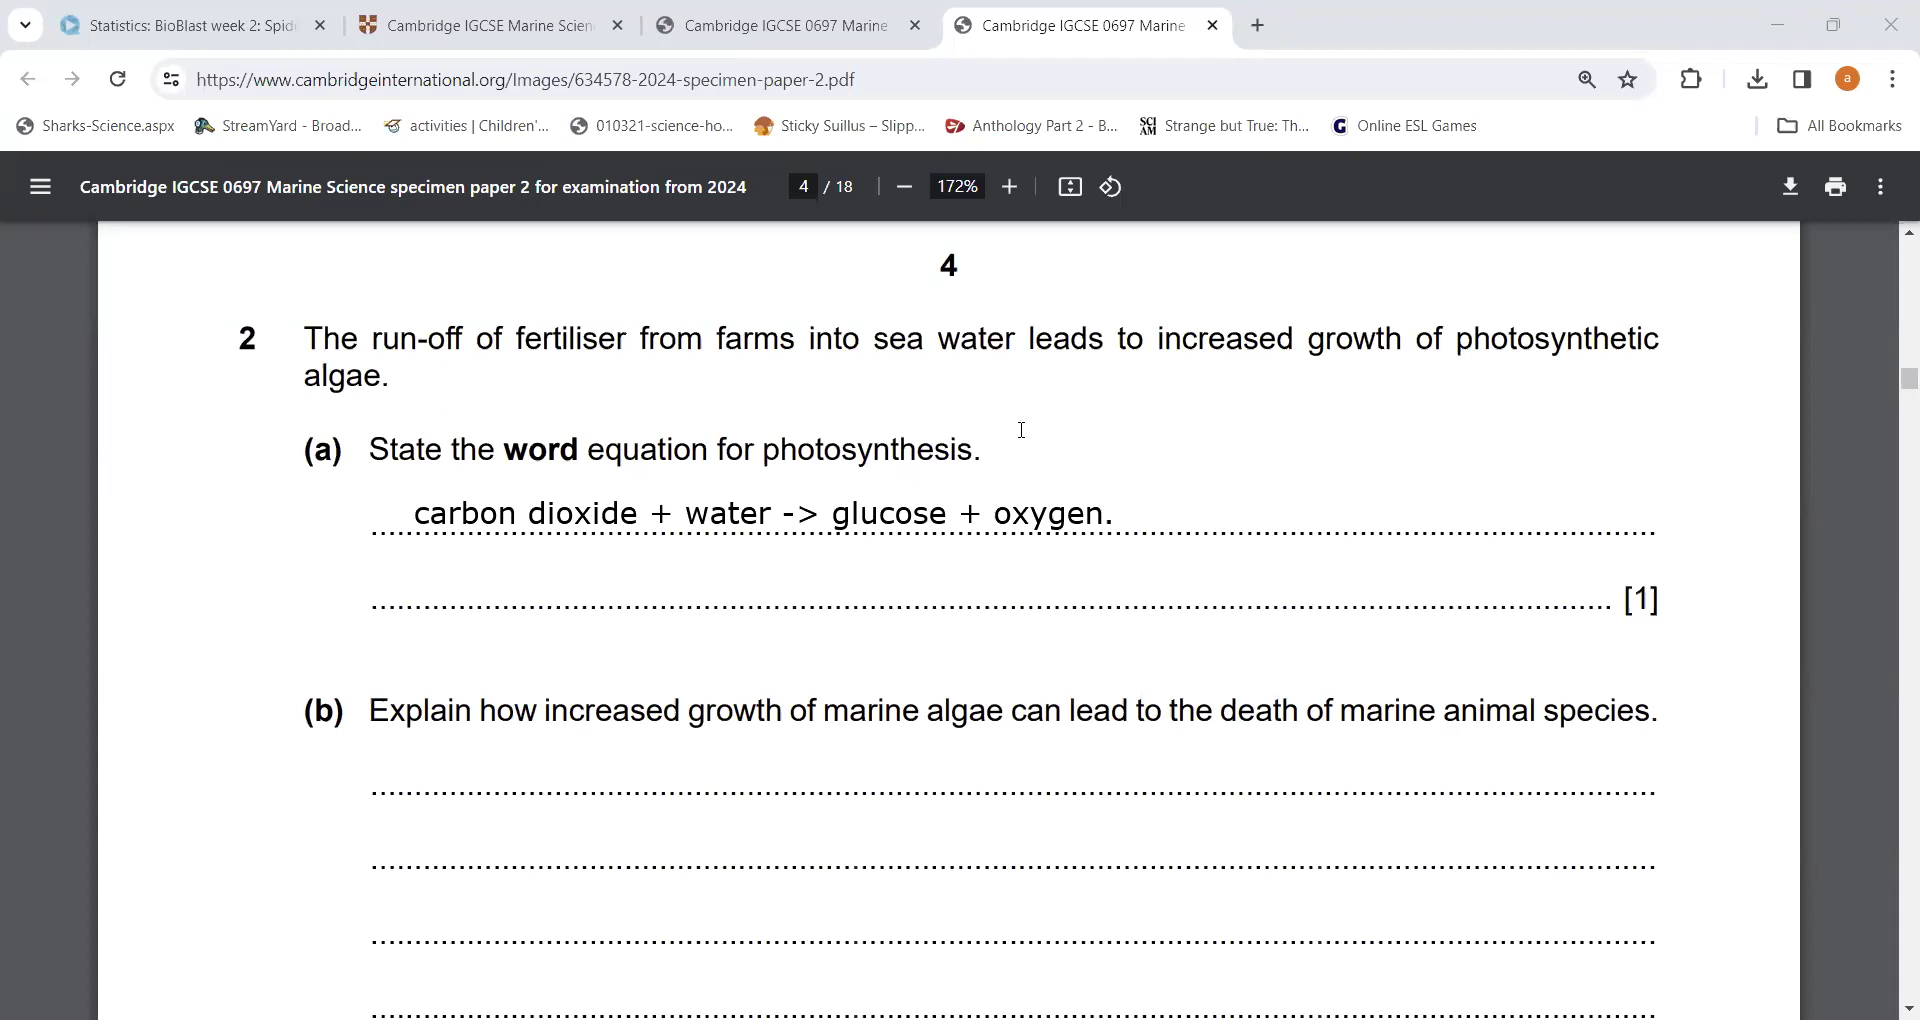 Statistics: BioBlast week 2: Spid
Cambridge IGCSE Marine Scien
Cambridge IGCSE 0697 Marine
Cambridge IGCSE 0697 Marine
https://www.cambridgeinternational.org/Images/634578-2024-specimen-paper-2.pdf
a
Sharks-Science.aspx
StreamYard - Broad...
activities | Children'...
010321-science-ho...
Sticky Suillus – Slipp...
Anthology Part 2 - B...
SCI AM
Strange but True: Th...
G
Online ESL Games
All Bookmarks
Cambridge IGCSE 0697 Marine Science specimen paper 2 for examination from 2024
4 / 18
172%
4
2 The run-off of fertiliser from farms into sea water leads to increased growth of photosynthetic
algae.
(a) State the word equation for photosynthesis.
carbon dioxide + water -> glucose + oxygen.
[1]
(b) Explain how increased growth of marine algae can lead to the death of marine animal species.